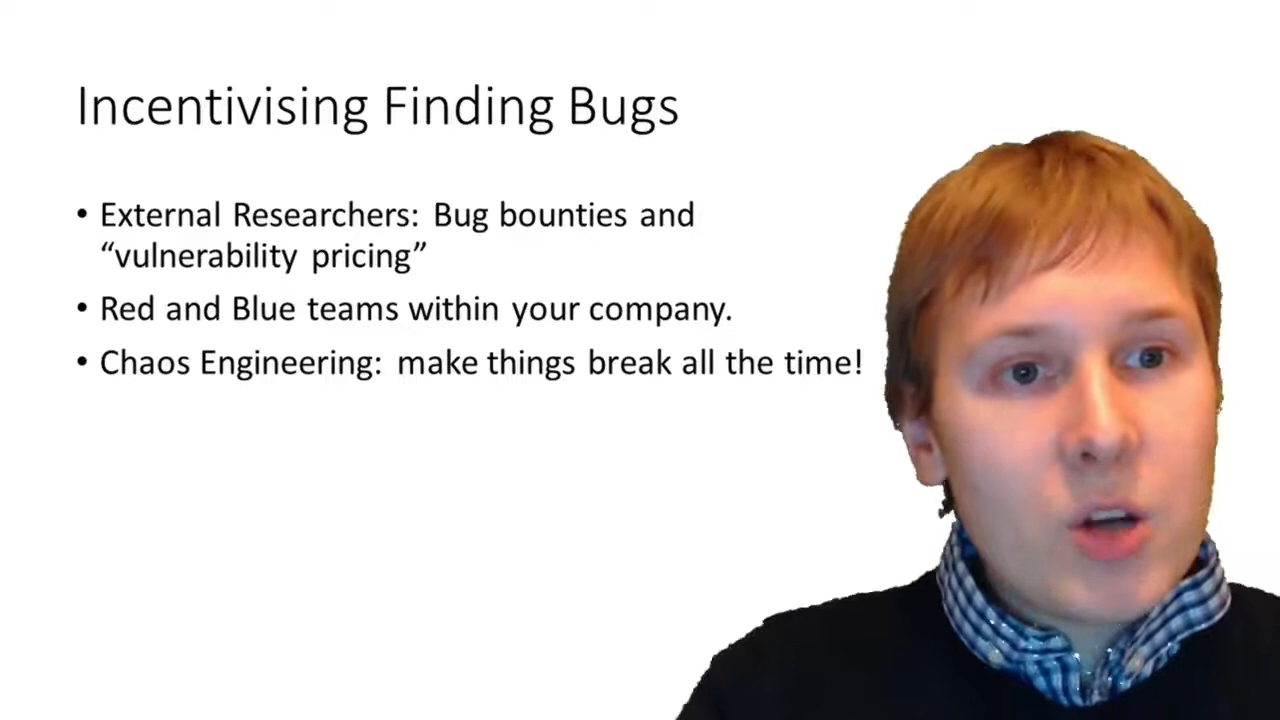 Incentivising Finding Bugs
• External Researchers: Bug bounties and
“vulnerability pricing”
• Red and Blue teams within your company.
• Chaos Engineering: make things break all the time!